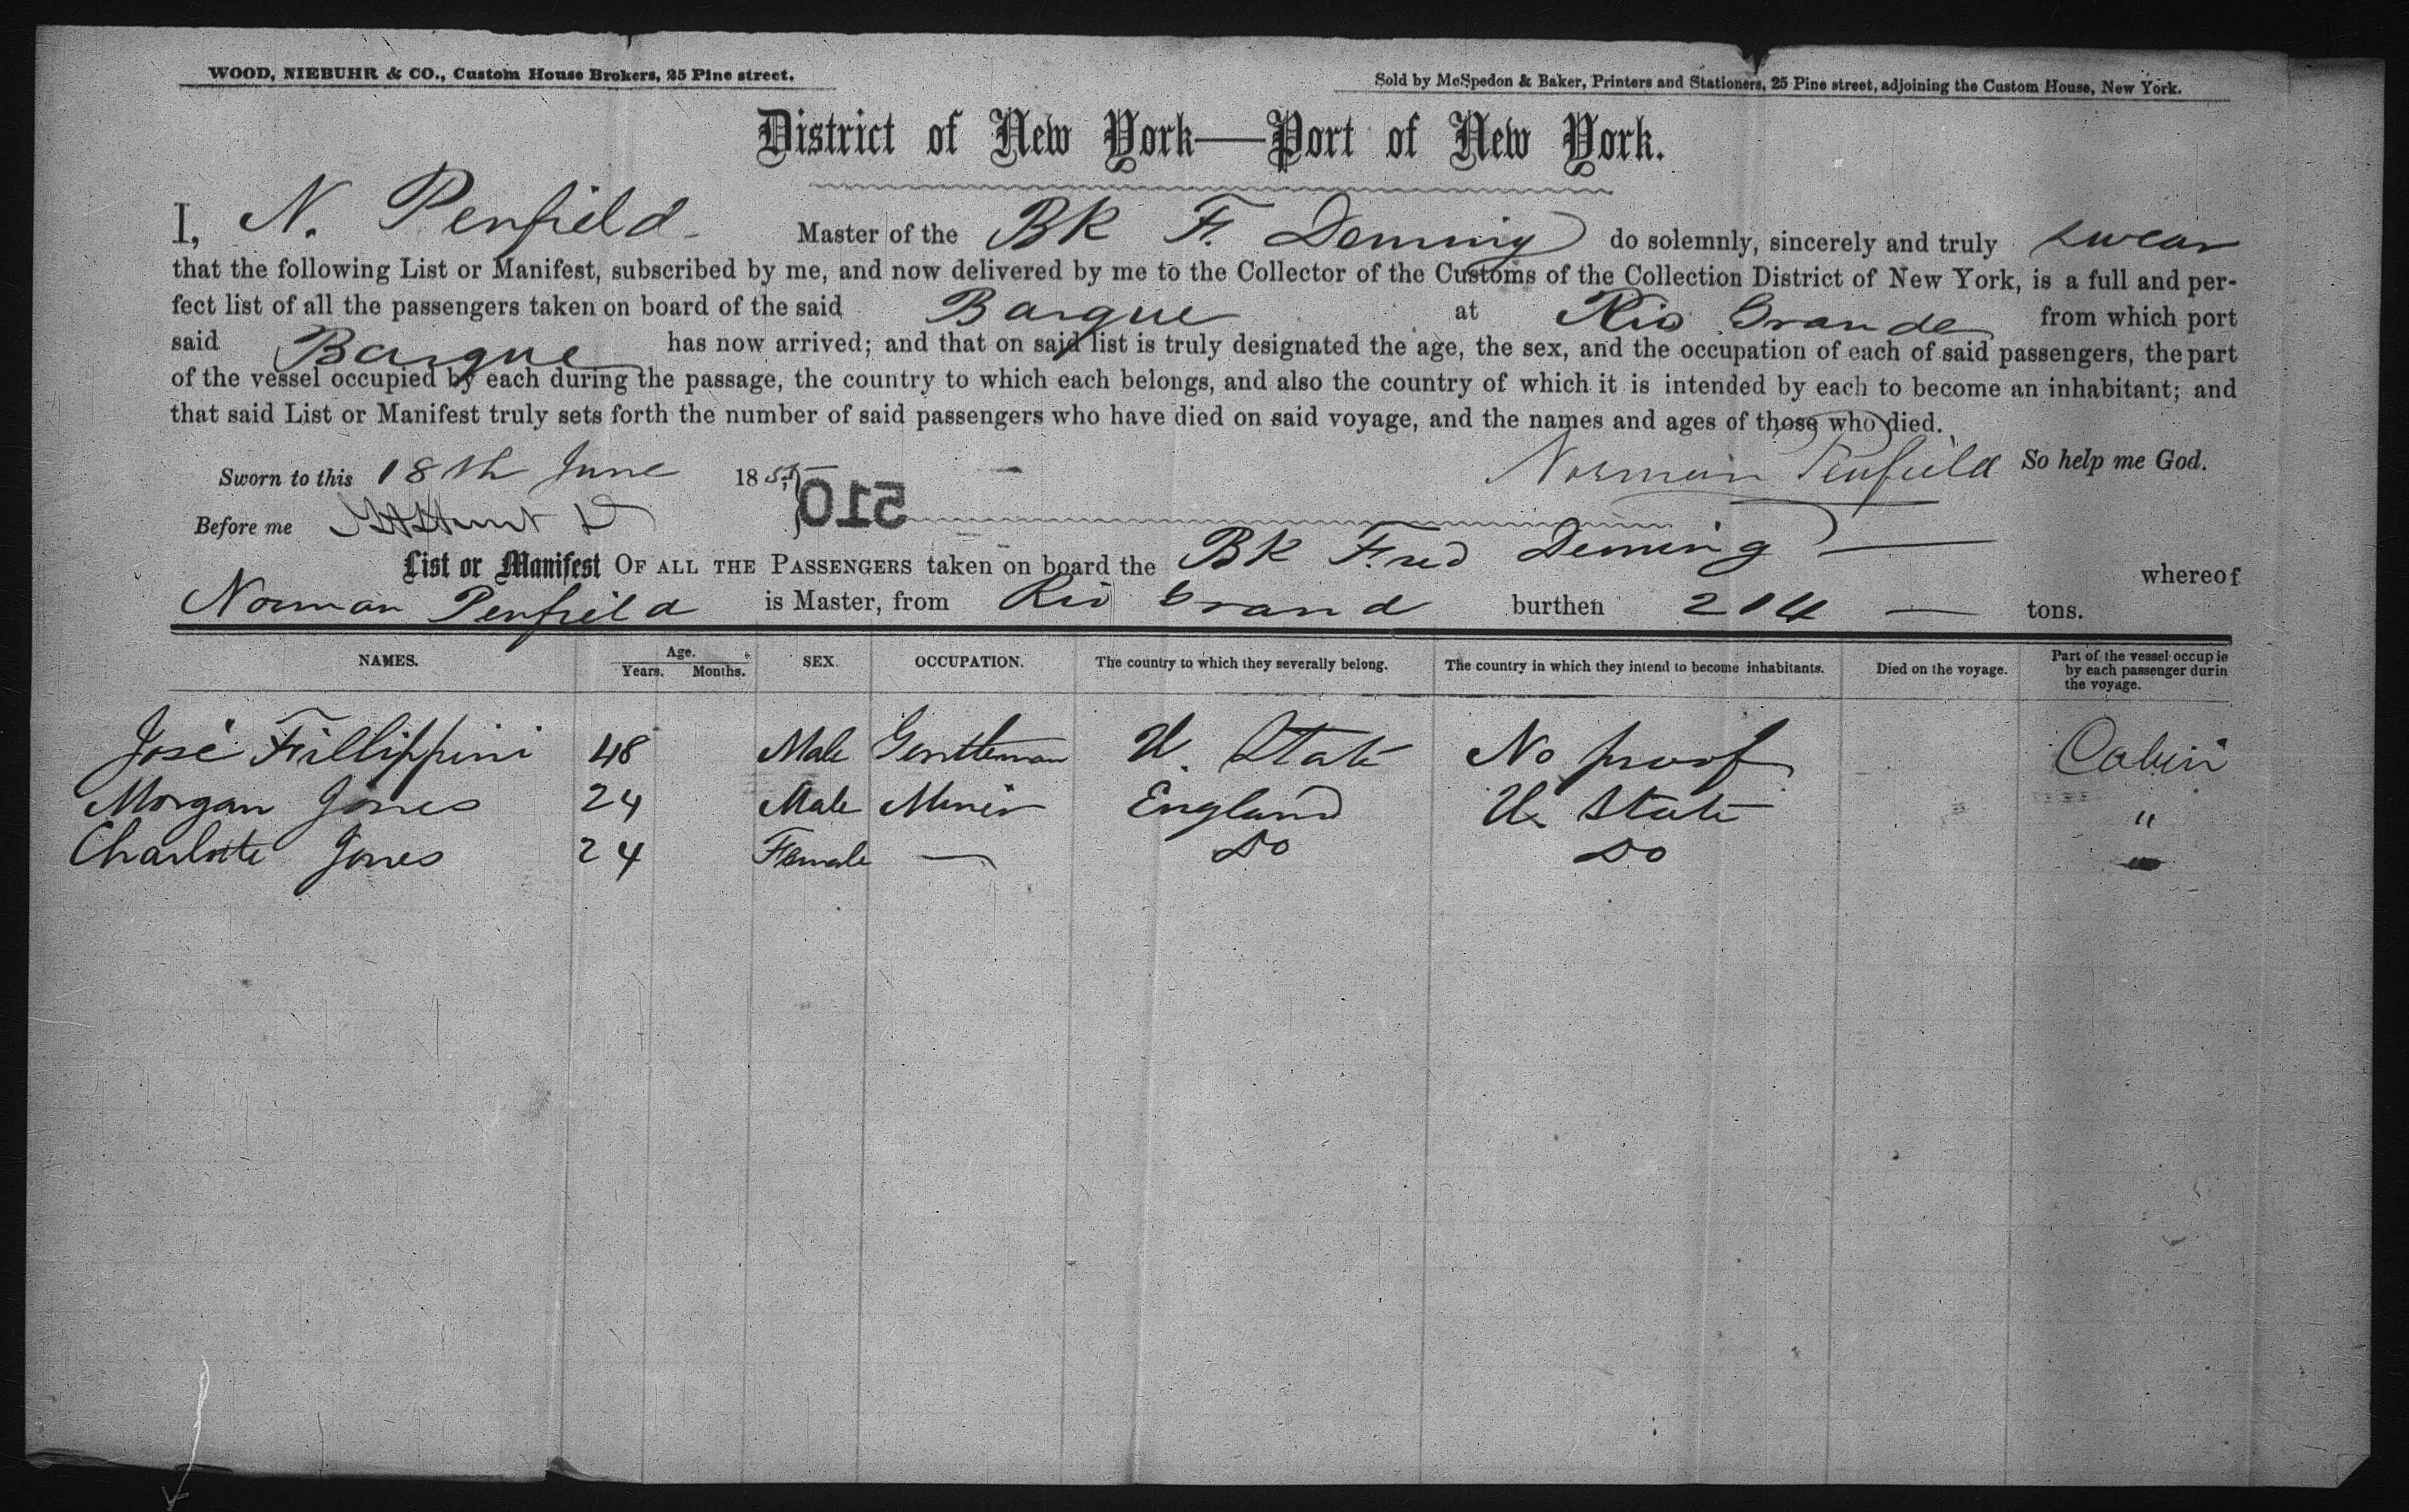 WOOD, NIEBUHR & CO., Custom House Brokers, 25 Pine street.
Sold by McSpedon & Baker, Printers and Stationers, 25 Pine street, adjoining the Custom House, New York.
District of New York—Port of New York.
I, N. Penfield Master of the BK F. Deming do solemnly, sincerely and truly swear
that the following List or Manifest, subscribed by me, and now delivered by me to the Collector of the Customs of the Collection District of New York, is a full and per-
fect list of all the passengers taken on board of the said Barque at Rio Grande from which port
said Barque has now arrived; and that on said list is truly designated the age, the sex, and the occupation of each of said passengers, the part
of the vessel occupied by each during the passage, the country to which each belongs, and also the country of which it is intended by each to become an inhabitant; and
that said List or Manifest truly sets forth the number of said passengers who have died on said voyage, and the names and ages of those who died.
Sworn to this 18th June 1855 Norman Penfield So help me God.
Before me 510
List or Manifest OF ALL THE PASSENGERS taken on board the BK Fred Deming whereof
Norman Penfield is Master, from Rio Grand burthen 204 tons.
NAMES. Age. Years. Months. SEX. OCCUPATION. The country to which they severally belong. The country in which they intend to become inhabitants. Died on the voyage. Part of the vessel occupie by each passenger durin the voyage.
José Fillippini 48 Male Gentleman U. State No proof Cabin
Morgan Jones 24 Male Miner England U. State "
Charlotte Jones 24 Female — Do Do "